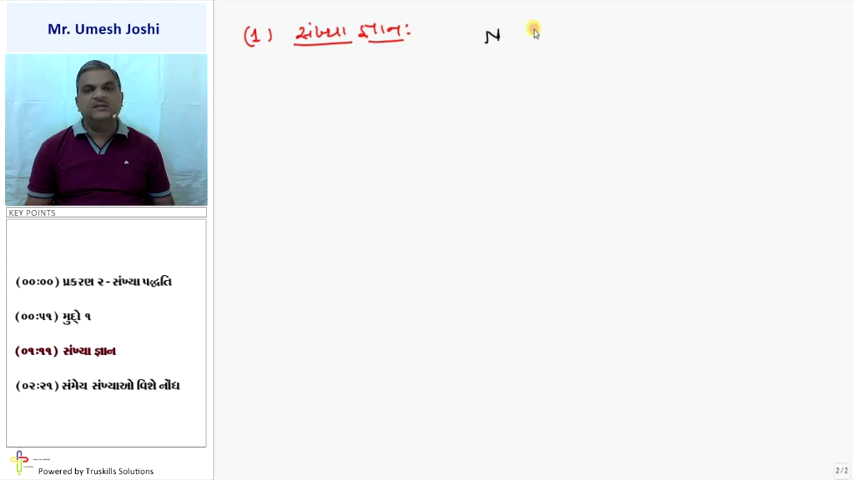 Mr. Umesh Joshi
(1) સંખ્યા જ્ઞાન:
N
KEY POINTS
(૦૦:૦૦) પ્રકરણ ૨ - સંખ્યા પદ્ધતિ
(૦૦:૫૧) મુદ્દો ૧
(૦૧:૧૧) સંખ્યા જ્ઞાન
(૦૨:૨૧) સંમેય સંખ્યાઓ વિશે નોંધ
Powered by Truskills Solutions
2/2